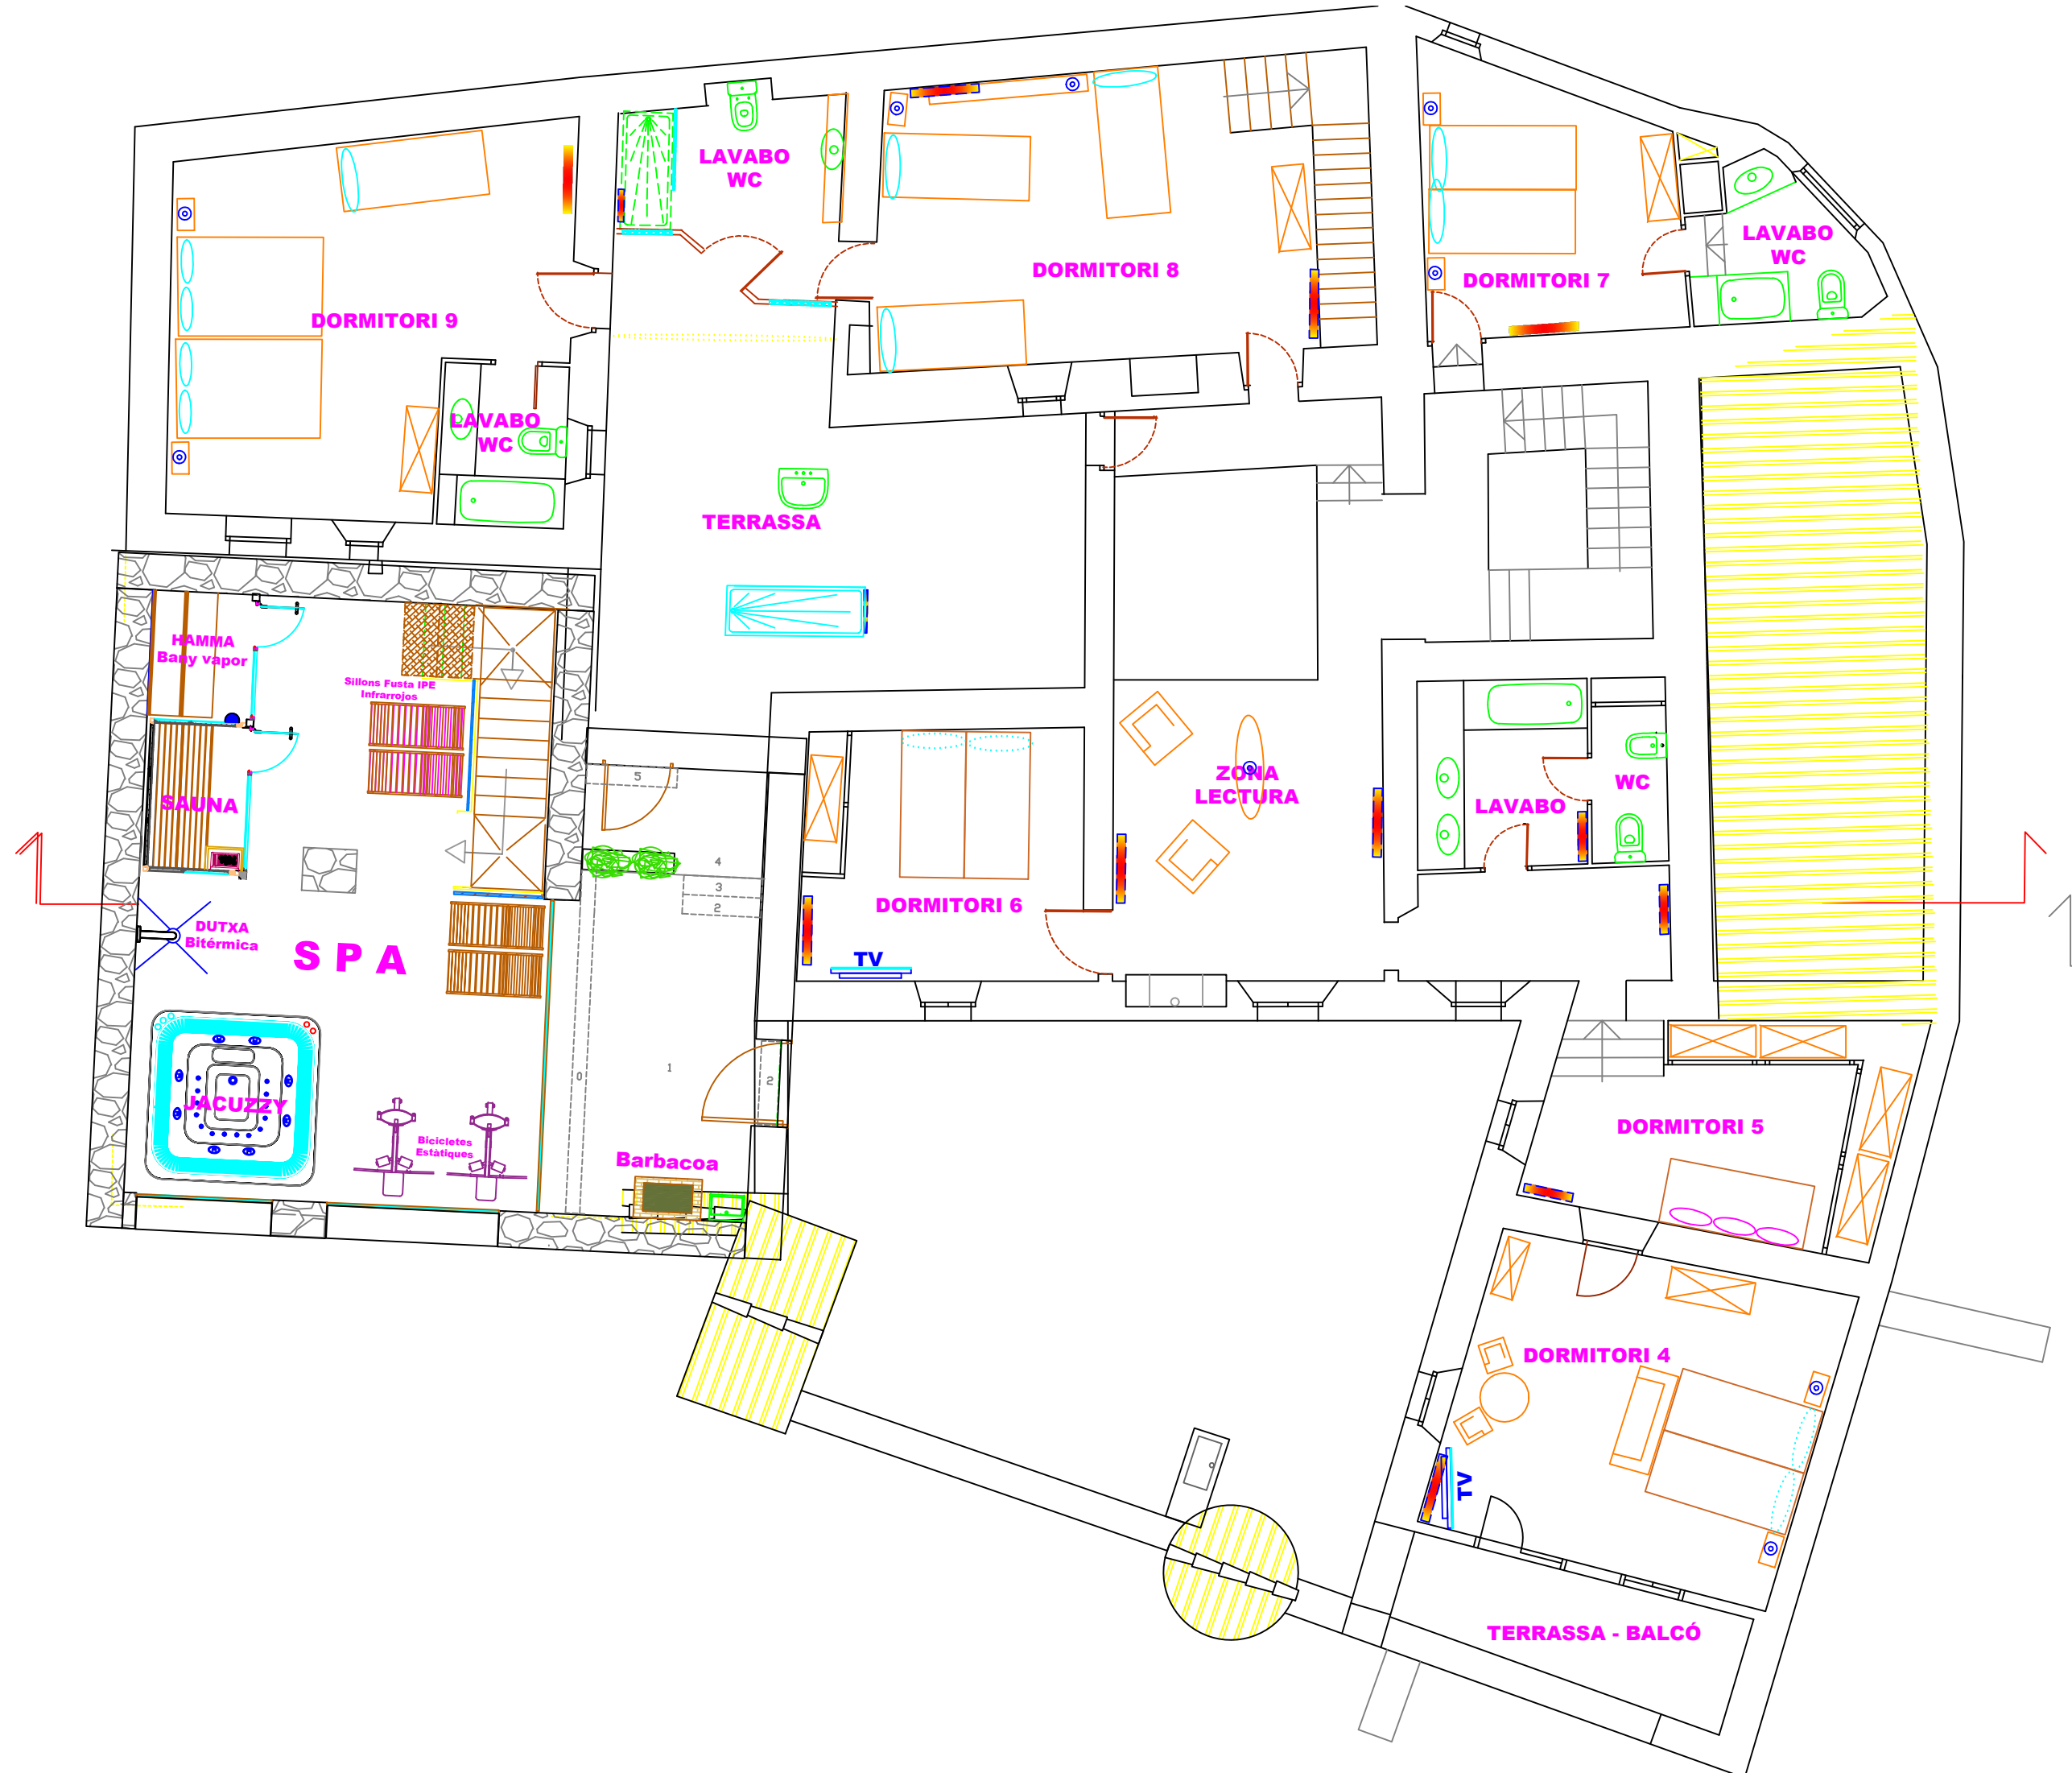 LAVABO
WC
DORMITORI 8
DORMITORI 7
LAVABO
WC
DORMITORI 9
LAVABO
WC
TERRASSA
HAMMA
Bany vapor
Sillons Fusta IPE
Infrarrojos
SAUNA
5
4
3
2
ZONA
LECTURA
LAVABO
WC
DORMITORI 6
TV
DUTXA
Bitérmica
SPA
0
1
2
JACUZZY
Bicicletes
Estàtiques
Barbacoa
DORMITORI 5
DORMITORI 4
TV
TERRASSA - BALCÓ